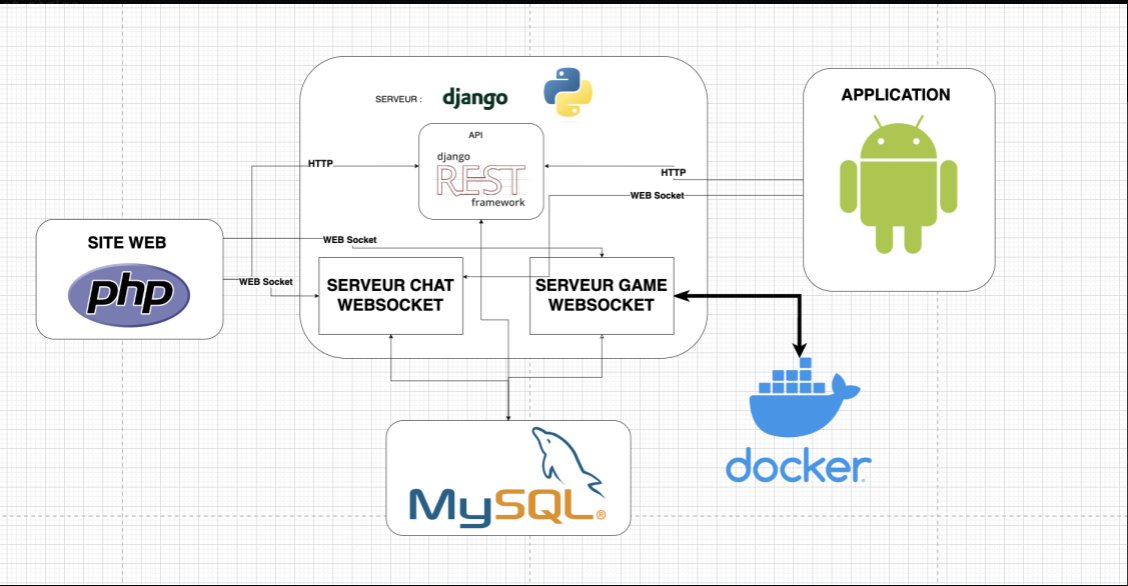 SERVEUR : django
APPLICATION
API
django
REST
framework
HTTP
HTTP
WEB Socket
SITE WEB
php
WEB Socket
WEB Socket
SERVEUR CHAT
WEBSOCKET
SERVEUR GAME
WEBSOCKET
docker
MySQL®